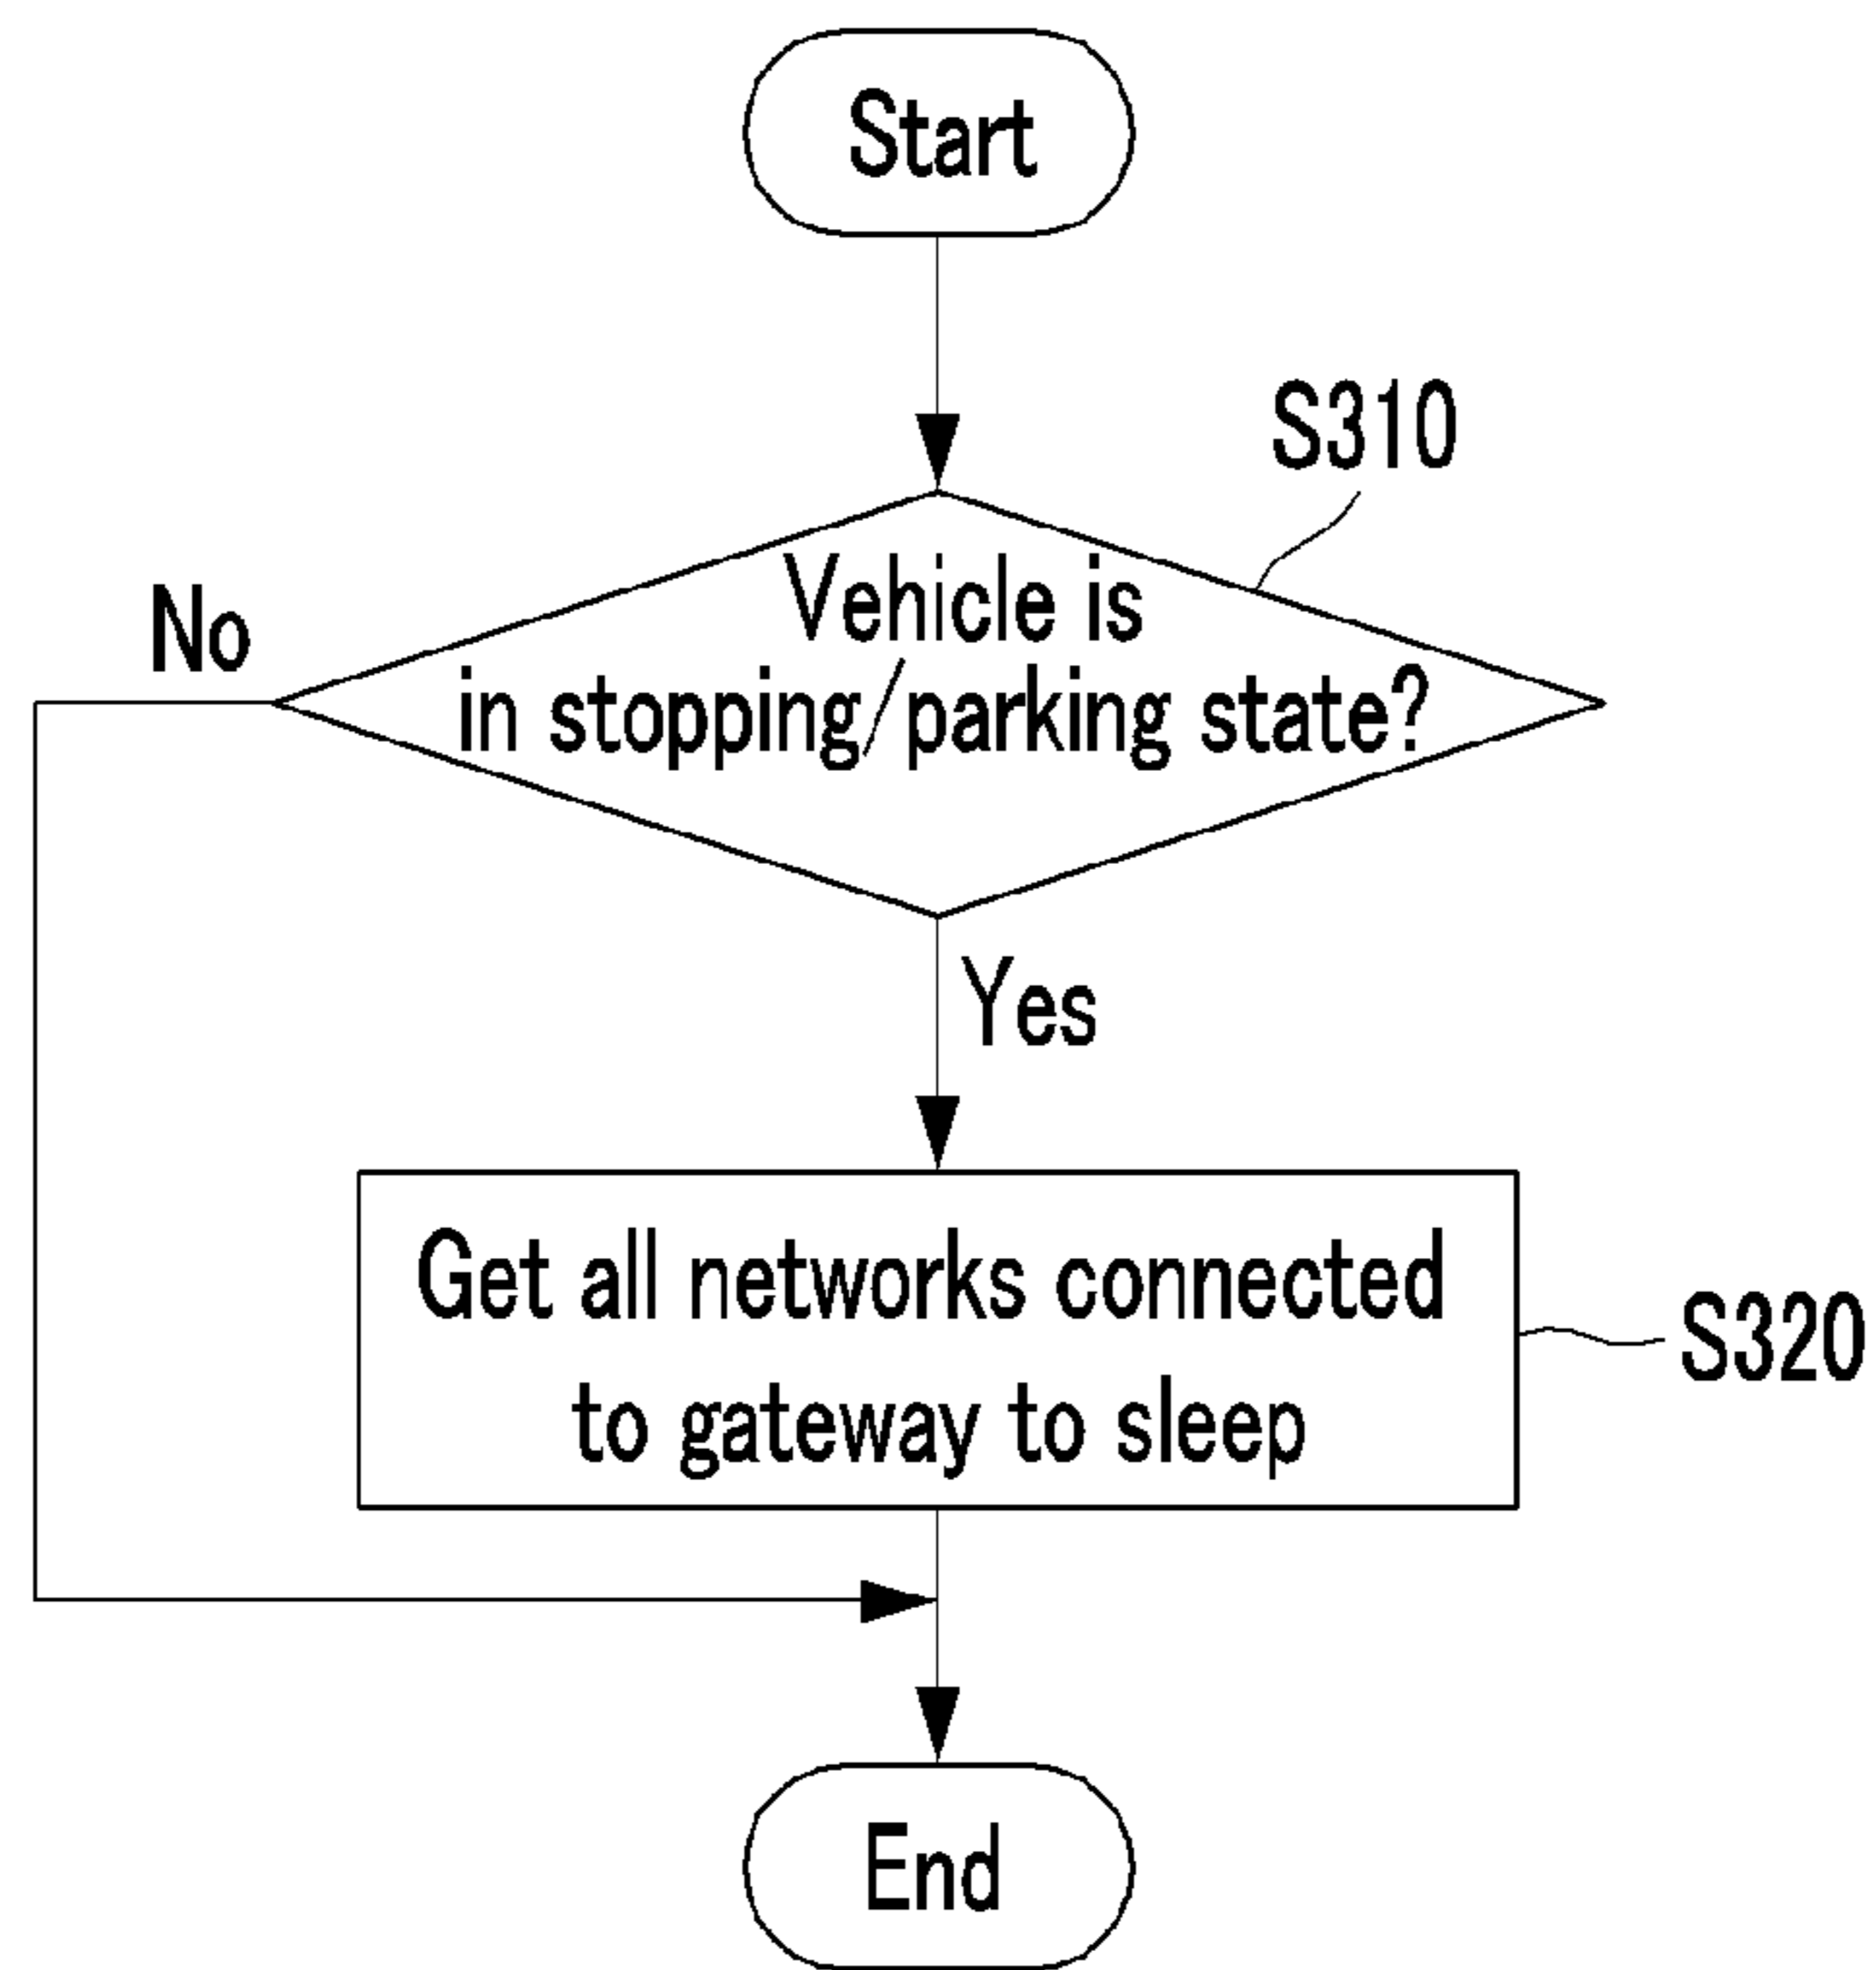 Start
S310
No
Vehicle is
in stopping/parking state?
Yes
Get all networks connected
to gateway to sleep
S320
End